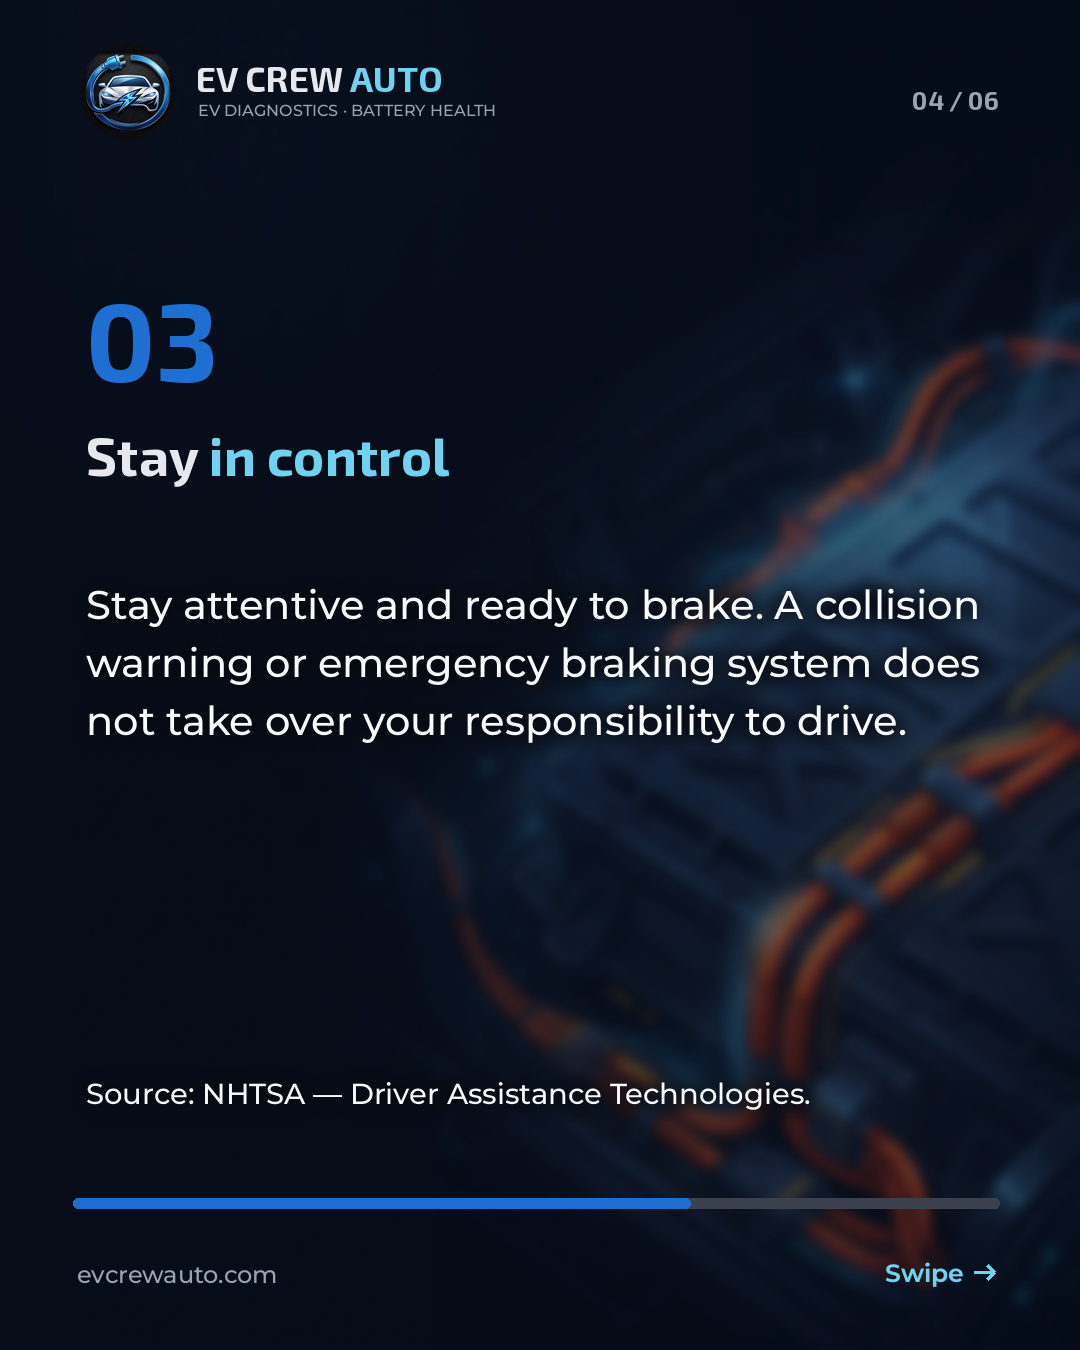 EV CREW AUTO
EV DIAGNOSTICS · BATTERY HEALTH
04 / 06
03
Stay in control
Stay attentive and ready to brake. A collision
warning or emergency braking system does
not take over your responsibility to drive.
Source: NHTSA — Driver Assistance Technologies.
evcrewauto.com
Swipe →